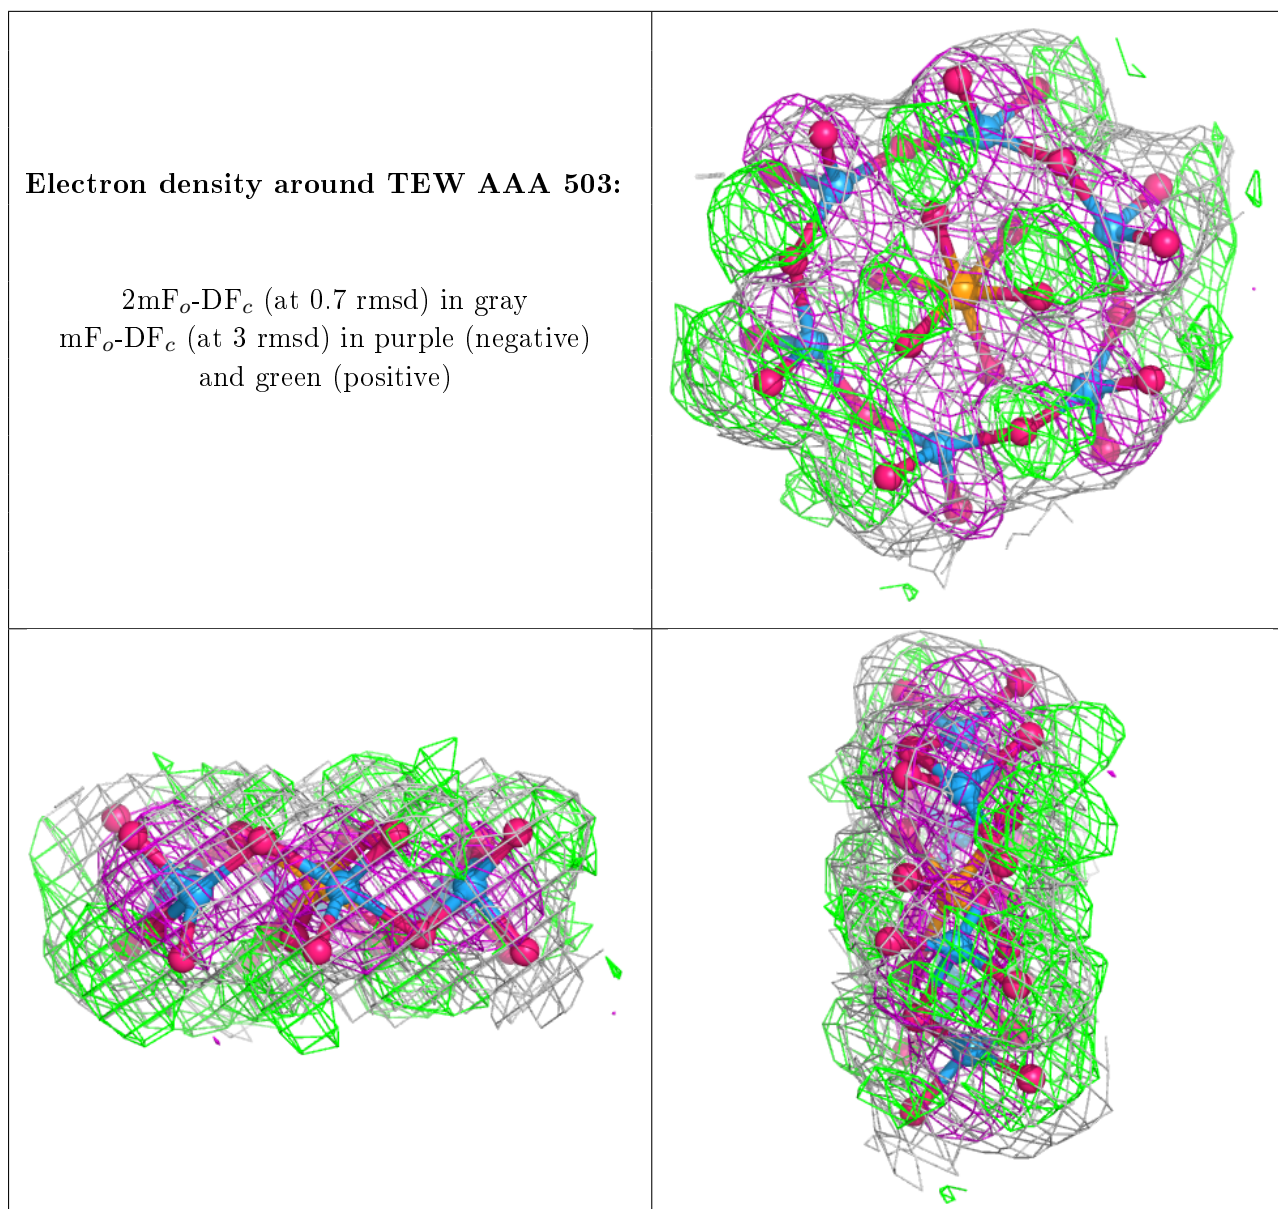 Electron density around TEW AAA 503:
2mFo-DFc (at 0.7 rmsd) in gray
mFo-DFc (at 3 rmsd) in purple (negative)
and green (positive)